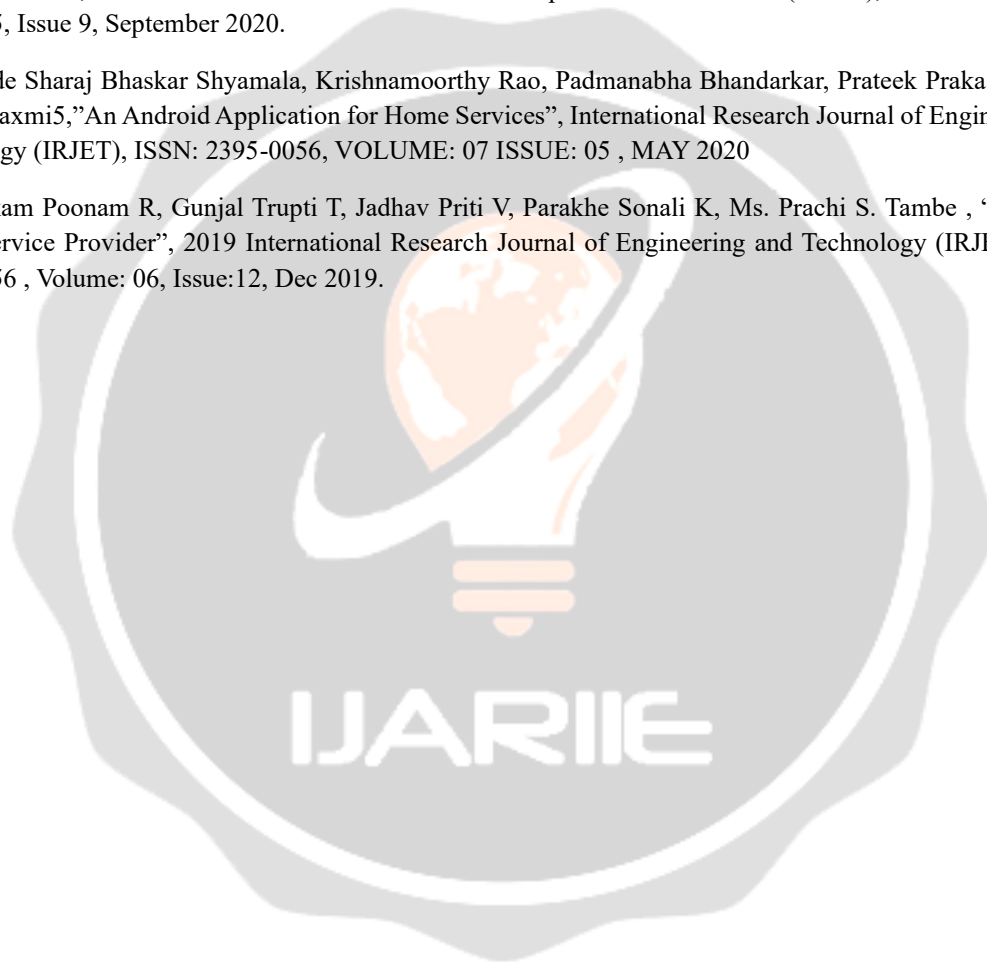 , Issue 9, September 2020.
de Sharaj Bhaskar Shyamala, Krishnamoorthy Rao, Padmanabha Bhandarkar, Prateek Praka
axmi5,”An Android Application for Home Services”, International Research Journal of Engin
gy (IRJET), ISSN: 2395-0056, VOLUME: 07 ISSUE: 05 , MAY 2020
am Poonam R, Gunjal Trupti T, Jadhav Priti V, Parakhe Sonali K, Ms. Prachi S. Tambe , “
ervice Provider”, 2019 International Research Journal of Engineering and Technology (IRJE
56 , Volume: 06, Issue:12, Dec 2019.
IJARIIE